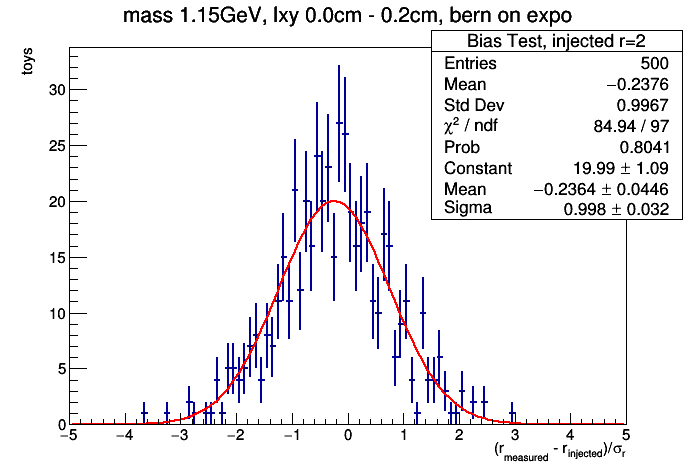 mass 1.15GeV, lxy 0.0cm - 0.2cm, bern on expo
Bias Test, injected r=2
Entries 500
Mean −0.2376
Std Dev 0.9967
χ² / ndf 84.94 / 97
Prob 0.8041
Constant 19.99 ± 1.09
Mean −0.2364 ± 0.0446
Sigma 0.998 ± 0.032
toys
30
25
20
15
10
5
0
−5 −4 −3 −2 −1 0 1 2 3 4 5
(r_measured - r_injected)/σ_r